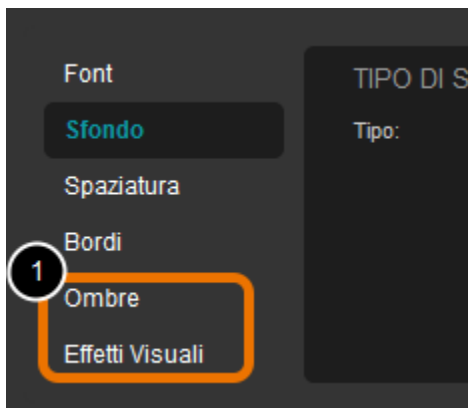 Font
Sfondo
Spaziatura
Bordi
1
Ombre
Effetti Visuali
TIPO DI S
Tipo: